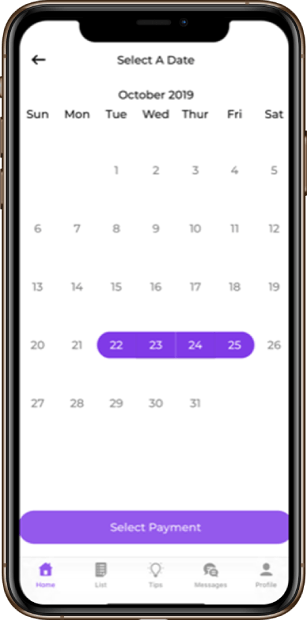 Select A Date
October 2019
Sun Mon Tue Wed Thur Fri Sat
1 2 3 4 5
6 7 8 9 10 11 12
13 14 15 16 17 18 19
20 21 22 23 24 25 26
27 28 29 30 31
Select Payment
Home List Tips Messages Profile